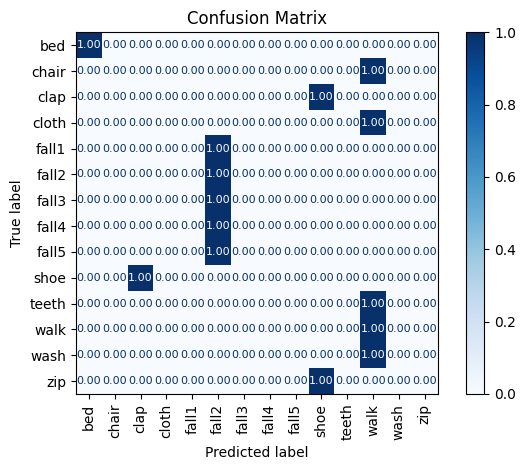 Confusion Matrix
bed 1.00 0.00 0.00 0.00 0.00 0.00 0.00 0.00 0.00 0.00 0.00 0.00 0.00 0.00
chair 0.00 0.00 0.00 0.00 0.00 0.00 0.00 0.00 0.00 0.00 0.00 1.00 0.00 0.00
clap 0.00 0.00 0.00 0.00 0.00 0.00 0.00 0.00 0.00 1.00 0.00 0.00 0.00 0.00
cloth 0.00 0.00 0.00 0.00 0.00 0.00 0.00 0.00 0.00 0.00 0.00 1.00 0.00 0.00
fall1 0.00 0.00 0.00 0.00 0.00 1.00 0.00 0.00 0.00 0.00 0.00 0.00 0.00 0.00
fall2 0.00 0.00 0.00 0.00 0.00 1.00 0.00 0.00 0.00 0.00 0.00 0.00 0.00 0.00
fall3 0.00 0.00 0.00 0.00 0.00 1.00 0.00 0.00 0.00 0.00 0.00 0.00 0.00 0.00
fall4 0.00 0.00 0.00 0.00 0.00 1.00 0.00 0.00 0.00 0.00 0.00 0.00 0.00 0.00
fall5 0.00 0.00 0.00 0.00 0.00 1.00 0.00 0.00 0.00 0.00 0.00 0.00 0.00 0.00
shoe 0.00 0.00 1.00 0.00 0.00 0.00 0.00 0.00 0.00 0.00 0.00 0.00 0.00 0.00
teeth 0.00 0.00 0.00 0.00 0.00 0.00 0.00 0.00 0.00 0.00 0.00 1.00 0.00 0.00
walk 0.00 0.00 0.00 0.00 0.00 0.00 0.00 0.00 0.00 0.00 0.00 1.00 0.00 0.00
wash 0.00 0.00 0.00 0.00 0.00 0.00 0.00 0.00 0.00 0.00 0.00 1.00 0.00 0.00
zip 0.00 0.00 0.00 0.00 0.00 0.00 0.00 0.00 0.00 1.00 0.00 0.00 0.00 0.00
bed chair clap cloth fall1 fall2 fall3 fall4 fall5 shoe teeth walk wash zip
Predicted label
True label
1.0
0.8
0.6
0.4
0.2
0.0